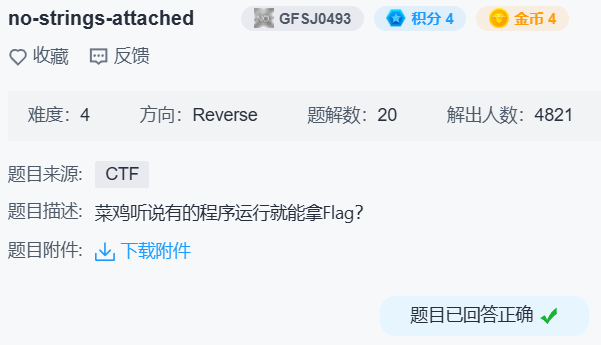 no-strings-attached GFSJ0493 积分 4 金币 4
收藏 反馈
难度：4 方向：Reverse 题解数：20 解出人数：4821
题目来源: CTF
题目描述: 菜鸡听说有的程序运行就能拿Flag？
题目附件: 下载附件
题目已回答正确